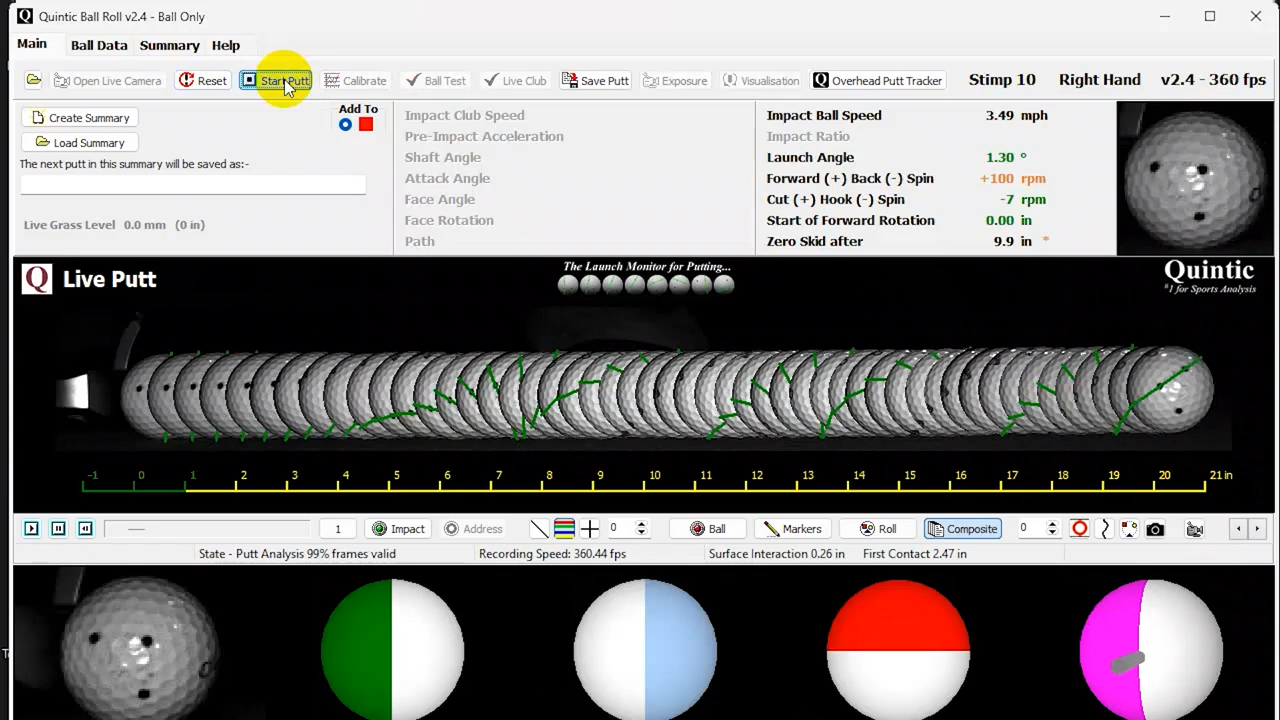 Q Quintic Ball Roll v2.4 - Ball Only
Main Ball Data Summary Help
Open Live Camera Reset Start Putt Calibrate Ball Test Live Club Save Putt Exposure Visualisation Q Overhead Putt Tracker Stimp 10 Right Hand v2.4 - 360 fps
Create Summary
Add To
Load Summary
The next putt in this summary will be saved as:-
Live Grass Level 0.0 mm (0 in)
Impact Club Speed
Pre-Impact Acceleration
Shaft Angle
Attack Angle
Face Angle
Face Rotation
Path
Impact Ball Speed 3.49 mph
Impact Ratio
Launch Angle 1.30 °
Forward (+) Back (-) Spin +100 rpm
Cut (+) Hook (-) Spin -7 rpm
Start of Forward Rotation 0.00 in
Zero Skid after 9.9 in *
Q Live Putt
The Launch Monitor for Putting...
Quintic
#1 for Sports Analysis
-1 0 1 2 3 4 5 6 7 8 9 10 11 12 13 14 15 16 17 18 19 20 21 in
1 Impact Address 0 Ball Markers Roll Composite 0
State - Putt Analysis 99% frames valid Recording Speed: 360.44 fps Surface Interaction 0.26 in First Contact 2.47 in